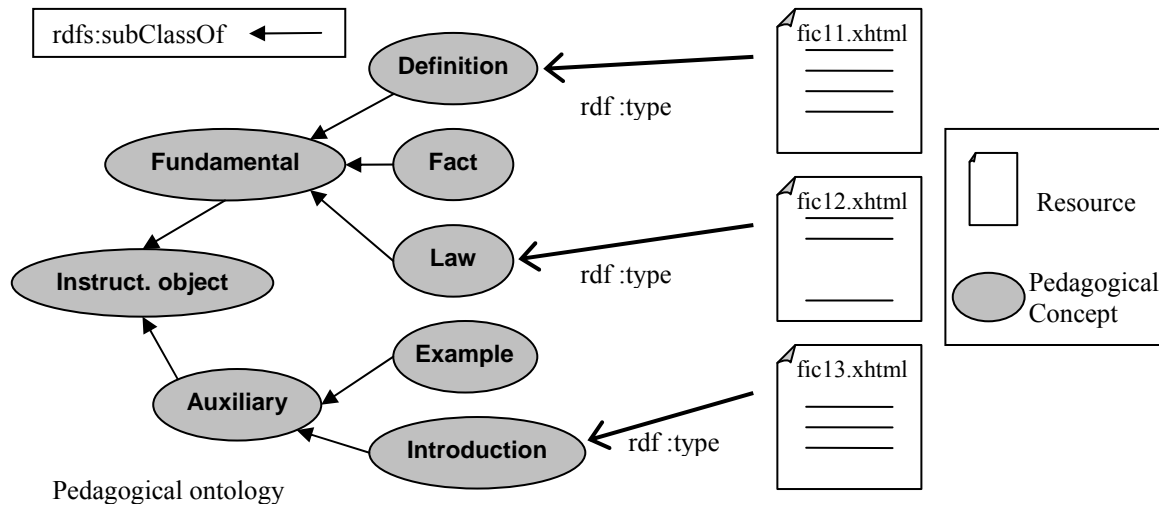 rdfs:subClassOf
Definition
rdf :type
fic11.xhtml
Fundamental
Fact
fic12.xhtml
Resource
Law
rdf :type
Instruct. object
Pedagogical
Concept
Example
fic13.xhtml
Auxiliary
Introduction
rdf :type
Pedagogical ontology